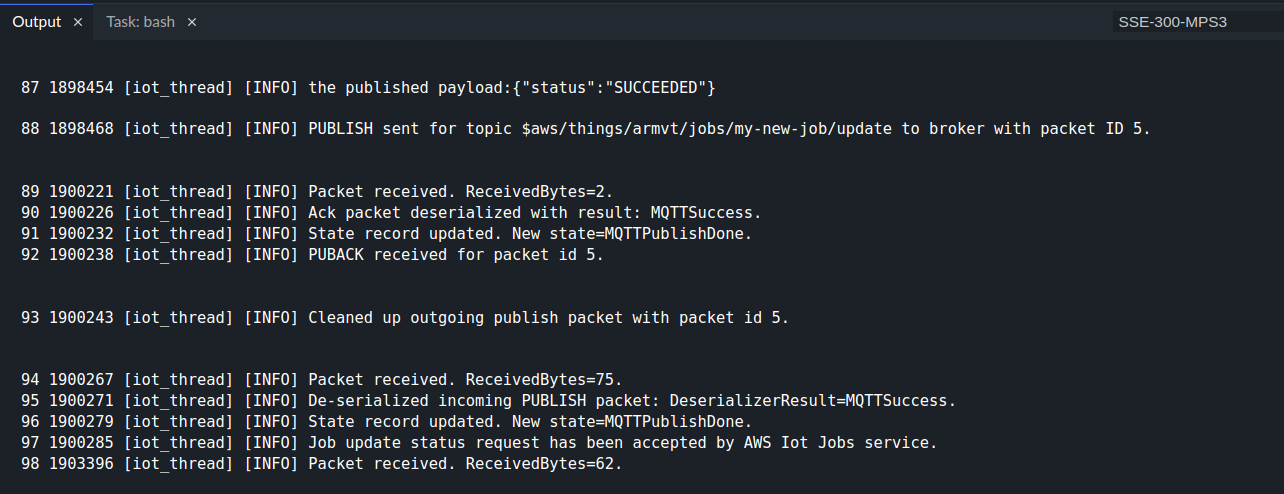 Output × Task: bash × SSE-300-MPS3
87 1898454 [iot_thread] [INFO] the published payload:{"status":"SUCCEEDED"}
88 1898468 [iot_thread] [INFO] PUBLISH sent for topic $aws/things/armvt/jobs/my-new-job/update to broker with packet ID 5.
89 1900221 [iot_thread] [INFO] Packet received. ReceivedBytes=2.
90 1900226 [iot_thread] [INFO] Ack packet deserialized with result: MQTTSuccess.
91 1900232 [iot_thread] [INFO] State record updated. New state=MQTTPublishDone.
92 1900238 [iot_thread] [INFO] PUBACK received for packet id 5.
93 1900243 [iot_thread] [INFO] Cleaned up outgoing publish packet with packet id 5.
94 1900267 [iot_thread] [INFO] Packet received. ReceivedBytes=75.
95 1900271 [iot_thread] [INFO] De-serialized incoming PUBLISH packet: DeserializerResult=MQTTSuccess.
96 1900279 [iot_thread] [INFO] State record updated. New state=MQTTPublishDone.
97 1900285 [iot_thread] [INFO] Job update status request has been accepted by AWS Iot Jobs service.
98 1903396 [iot_thread] [INFO] Packet received. ReceivedBytes=62.